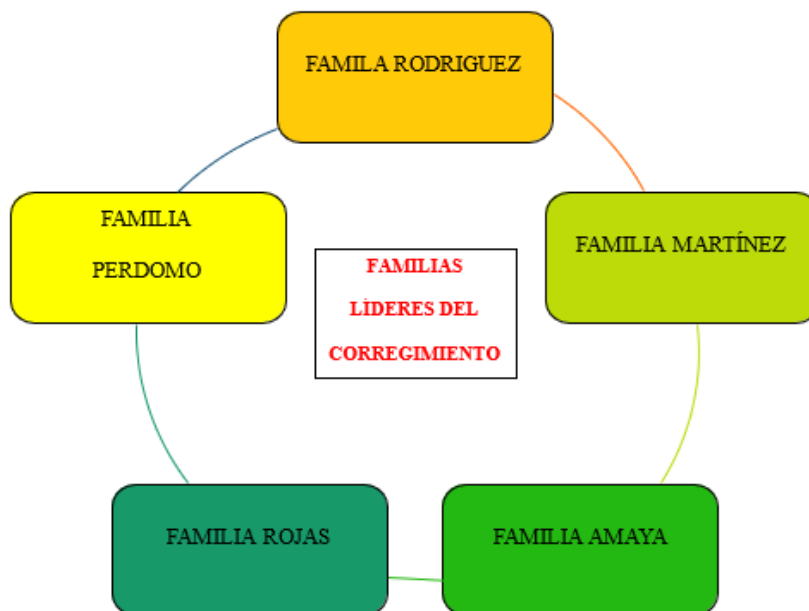 FAMILA RODRIGUEZ
FAMILIA
PERDOMO
FAMILIA MARTÍNEZ
FAMILIAS
LÍDERES DEL
CORREGIMIENTO
FAMILIA ROJAS
FAMILIA AMAYA